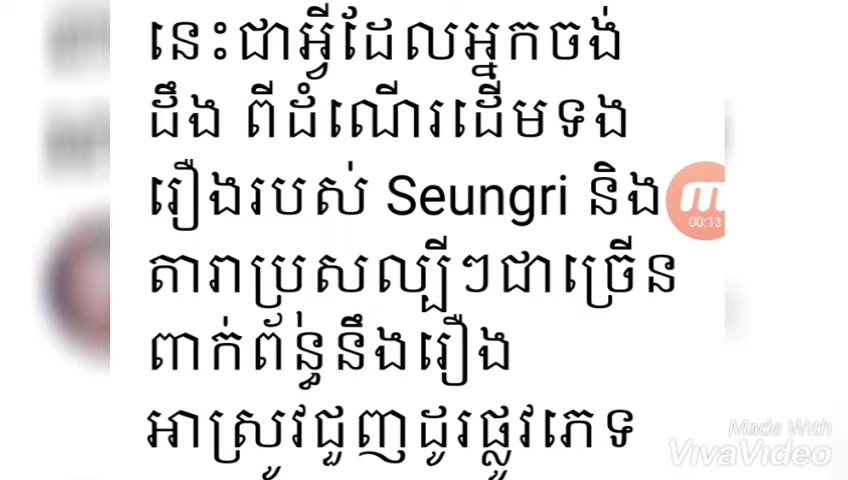 នេះជាអ្វីដែលអ្នកចង់
ដឹង ពីដំណើរដើមទង
រឿងរបស់ Seungri និង
តារាប្រុសល្បីៗជាច្រើន
ពាក់ព័ន្ធនឹងរឿង
អាស្រូវជួញដូរផ្លូវភេទ
00:13
Made With
VivaVideo